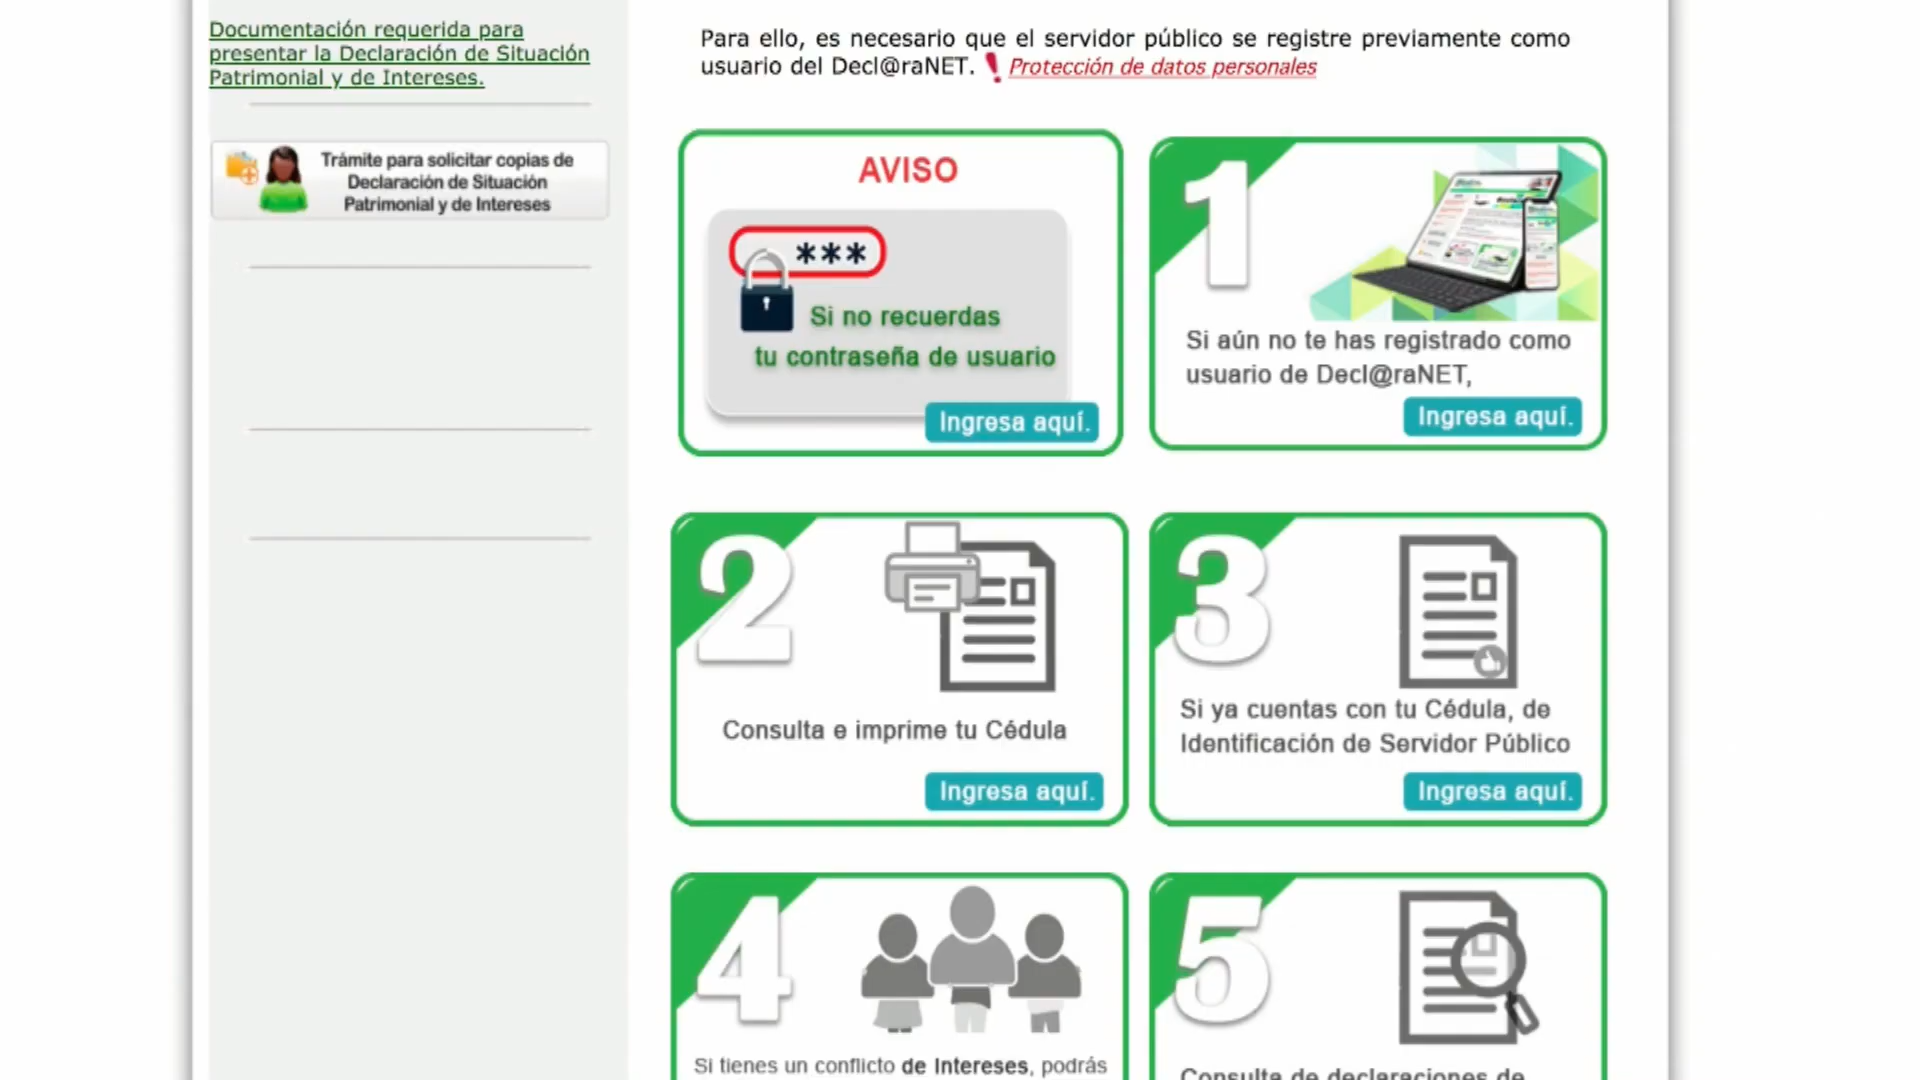 Documentación requerida para
presentar la Declaración de Situación
Patrimonial y de Intereses.
Trámite para solicitar copias de
Declaración de Situación
Patrimonial y de Intereses
Para ello, es necesario que el servidor público se registre previamente como
usuario del Decl@raNET. Protección de datos personales
AVISO
***
Si no recuerdas
tu contraseña de usuario
Ingresa aquí.
1
Si aún no te has registrado como
usuario de Decl@raNET,
Ingresa aquí.
2
Consulta e imprime tu Cédula
Ingresa aquí.
3
Si ya cuentas con tu Cédula, de
Identificación de Servidor Público
Ingresa aquí.
4
Si tienes un conflicto de Intereses, podrás
5
Consulta de declaraciones de